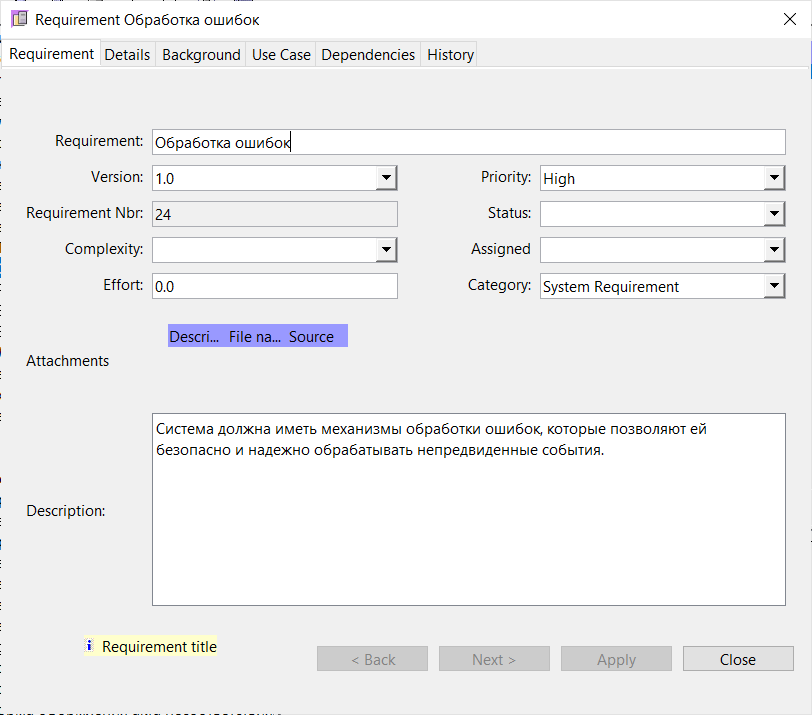 Requirement Обработка ошибок
Requirement Details Background Use Case Dependencies History
Requirement: Обработка ошибок
Version: 1.0 Priority: High
Requirement Nbr: 24 Status:
Complexity: Assigned
Effort: 0.0 Category: System Requirement
Descri... File na... Source
Attachments
Система должна иметь механизмы обработки ошибок, которые позволяют ей
безопасно и надежно обрабатывать непредвиденные события.
Description:
Requirement title
< Back Next > Apply Close